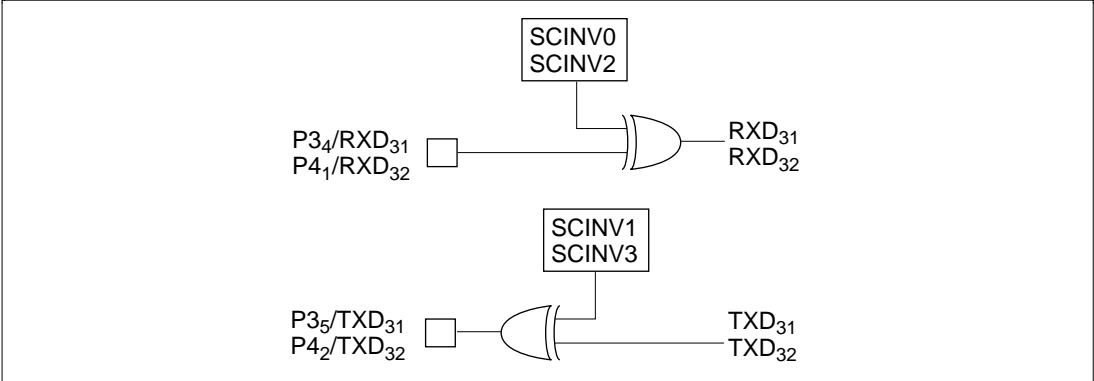 SCINV0
SCINV2
P3₄/RXD₃₁
P4₁/RXD₃₂
RXD₃₁
RXD₃₂
SCINV1
SCINV3
P3₅/TXD₃₁
P4₂/TXD₃₂
TXD₃₁
TXD₃₂